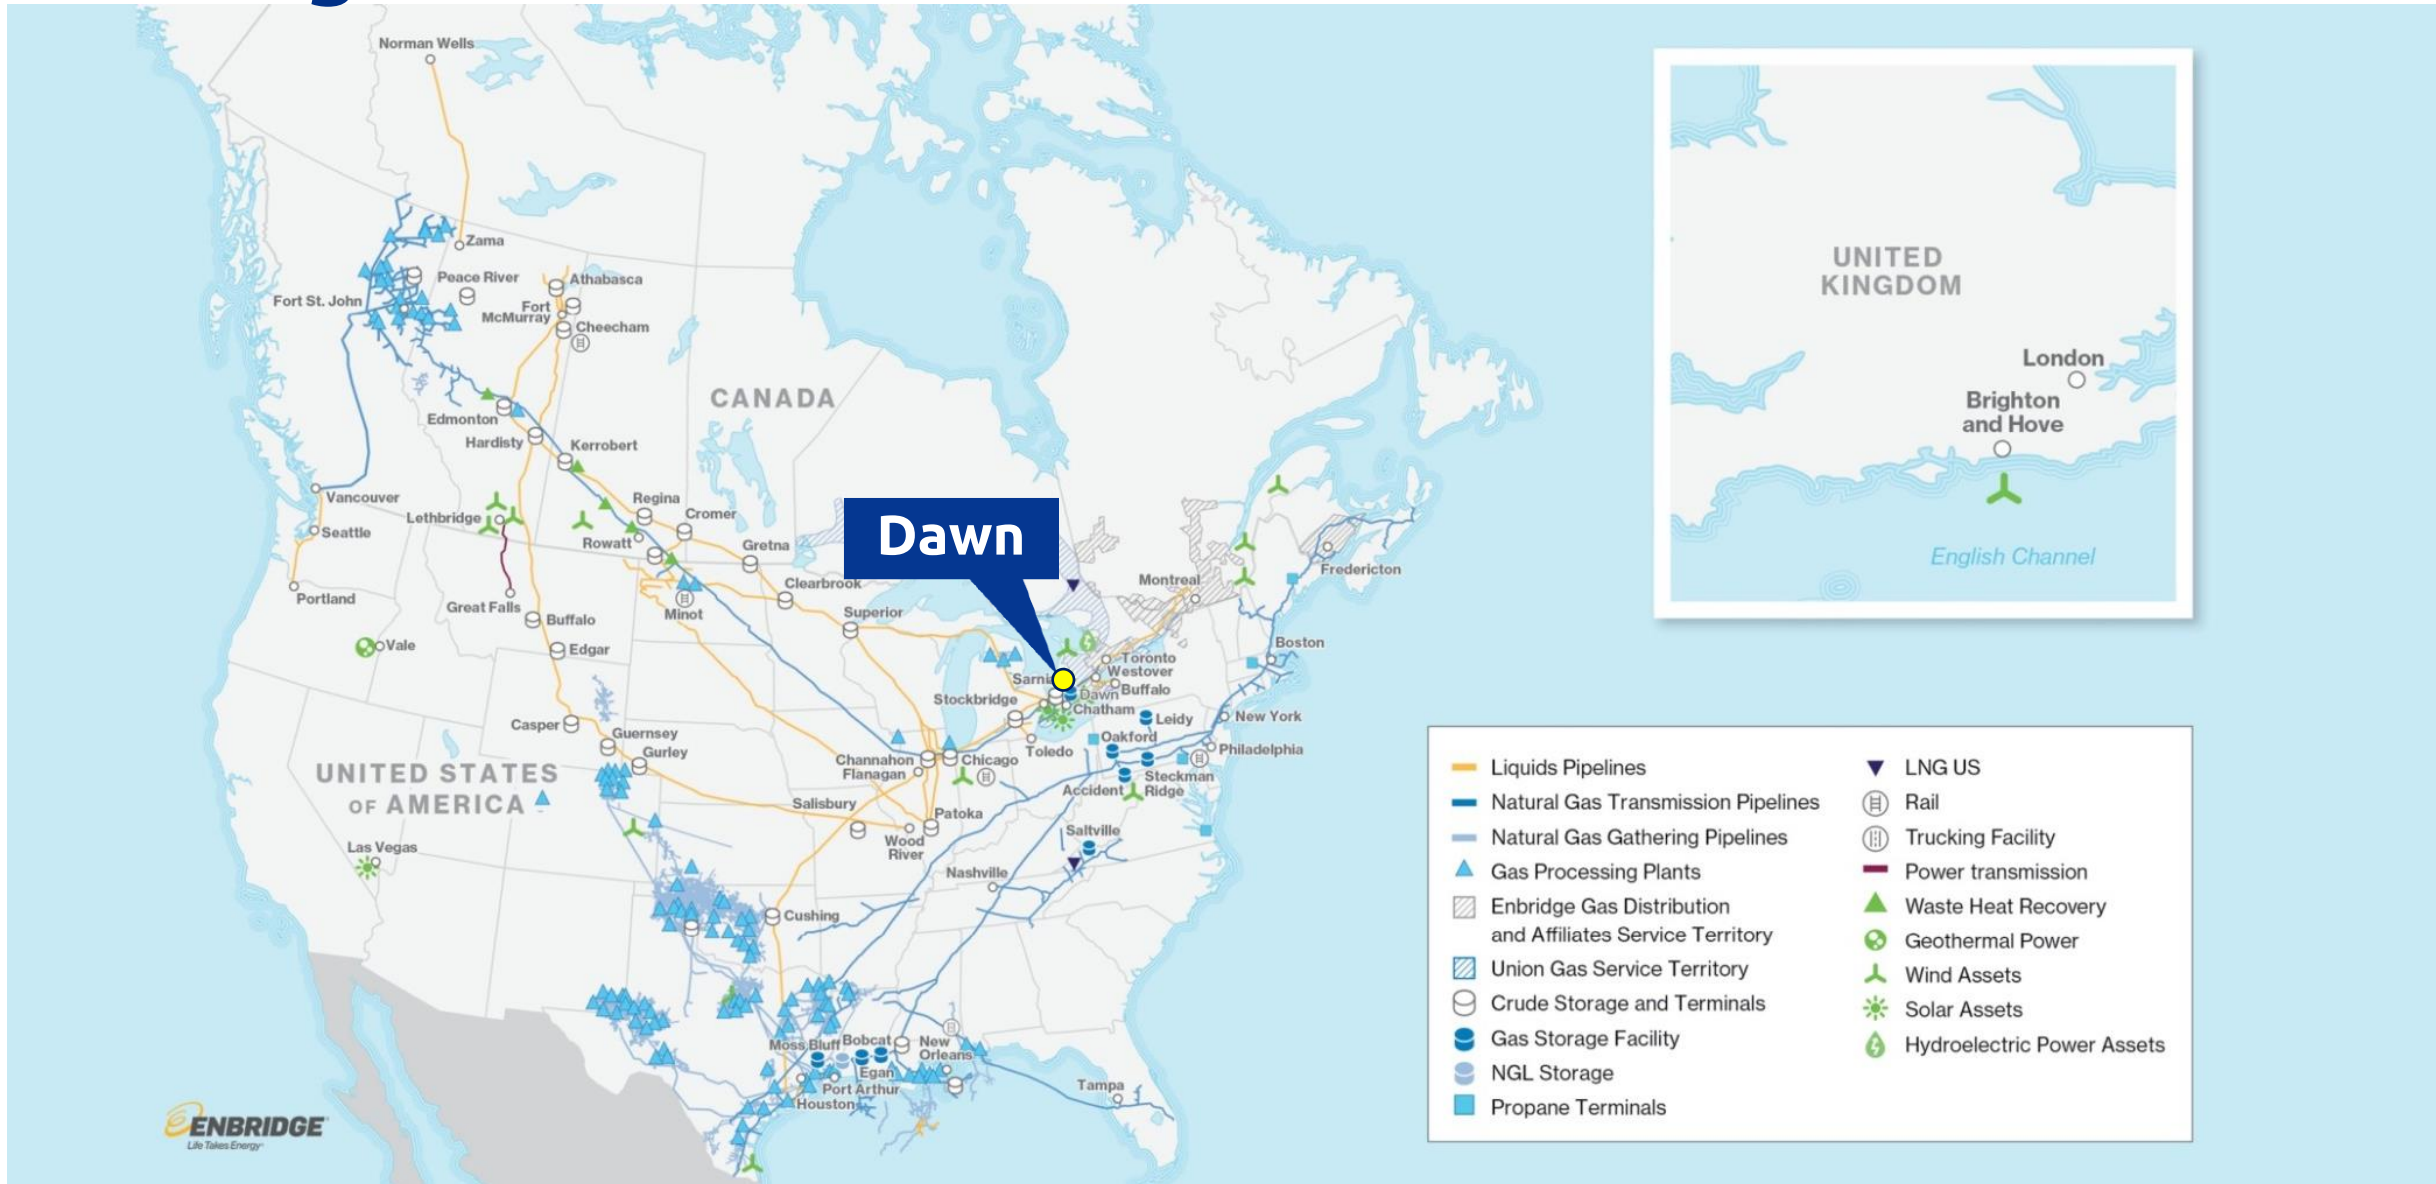 Norman Wells
Zama
Peace River
Athabasca
Fort St. John
Fort
McMurray
Cheecham
CANADA
Edmonton
Hardisty
Kerrobert
Vancouver
Seattle
Portland
Lethbridge
Regina
Cromer
Rowatt
Gretna
Dawn
Clearbrook
Great Falls
Minot
Superior
Montreal
Fredericton
Buffalo
Vale
Edgar
Boston
Toronto
Westover
Buffalo
Dawn
Chatham
Stockbridge
Casper
Guernsey
Gurley
Leidy
New York
Oakford
Toledo
Philadelphia
Channahon
Flanagan
Chicago
Steckman
Ridge
Accident
UNITED STATES
OF AMERICA
Salisbury
Patoka
Wood
River
Saltville
Las Vegas
Nashville
Cushing
Moss Bluff
Bobcat
New
Orleans
Egan
Port Arthur
Houston
Tampa
ENBRIDGE
Life Takes Energy
UNITED
KINGDOM
London
Brighton
and Hove
English Channel
Liquids Pipelines
Natural Gas Transmission Pipelines
Natural Gas Gathering Pipelines
Gas Processing Plants
Enbridge Gas Distribution
and Affiliates Service Territory
Union Gas Service Territory
Crude Storage and Terminals
Gas Storage Facility
NGL Storage
Propane Terminals
LNG US
Rail
Trucking Facility
Power transmission
Waste Heat Recovery
Geothermal Power
Wind Assets
Solar Assets
Hydroelectric Power Assets